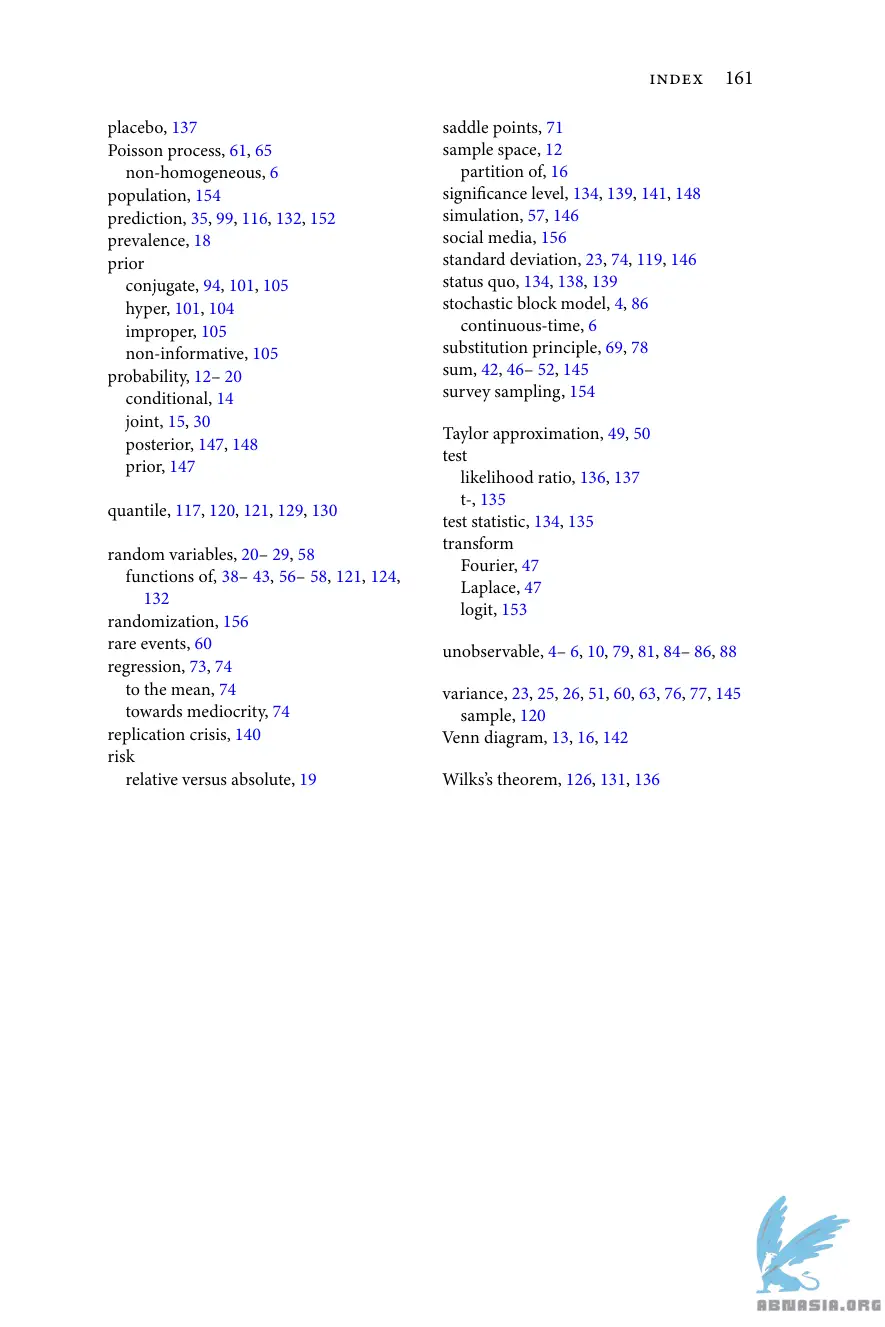 INDEX 161
placebo, 137
Poisson process, 61, 65
non-homogeneous, 6
population, 154
prediction, 35, 99, 116, 132, 152
prevalence, 18
prior
conjugate, 94, 101, 105
hyper, 101, 104
improper, 105
non-informative, 105
probability, 12– 20
conditional, 14
joint, 15, 30
posterior, 147, 148
prior, 147
quantile, 117, 120, 121, 129, 130
random variables, 20– 29, 58
functions of, 38– 43, 56– 58, 121, 124,
132
randomization, 156
rare events, 60
regression, 73, 74
to the mean, 74
towards mediocrity, 74
replication crisis, 140
risk
relative versus absolute, 19
saddle points, 71
sample space, 12
partition of, 16
significance level, 134, 139, 141, 148
simulation, 57, 146
social media, 156
standard deviation, 23, 74, 119, 146
status quo, 134, 138, 139
stochastic block model, 4, 86
continuous-time, 6
substitution principle, 69, 78
sum, 42, 46– 52, 145
survey sampling, 154
Taylor approximation, 49, 50
test
likelihood ratio, 136, 137
t-, 135
test statistic, 134, 135
transform
Fourier, 47
Laplace, 47
logit, 153
unobservable, 4– 6, 10, 79, 81, 84– 86, 88
variance, 23, 25, 26, 51, 60, 63, 76, 77, 145
sample, 120
Venn diagram, 13, 16, 142
Wilks’s theorem, 126, 131, 136
ABNASIA.ORG